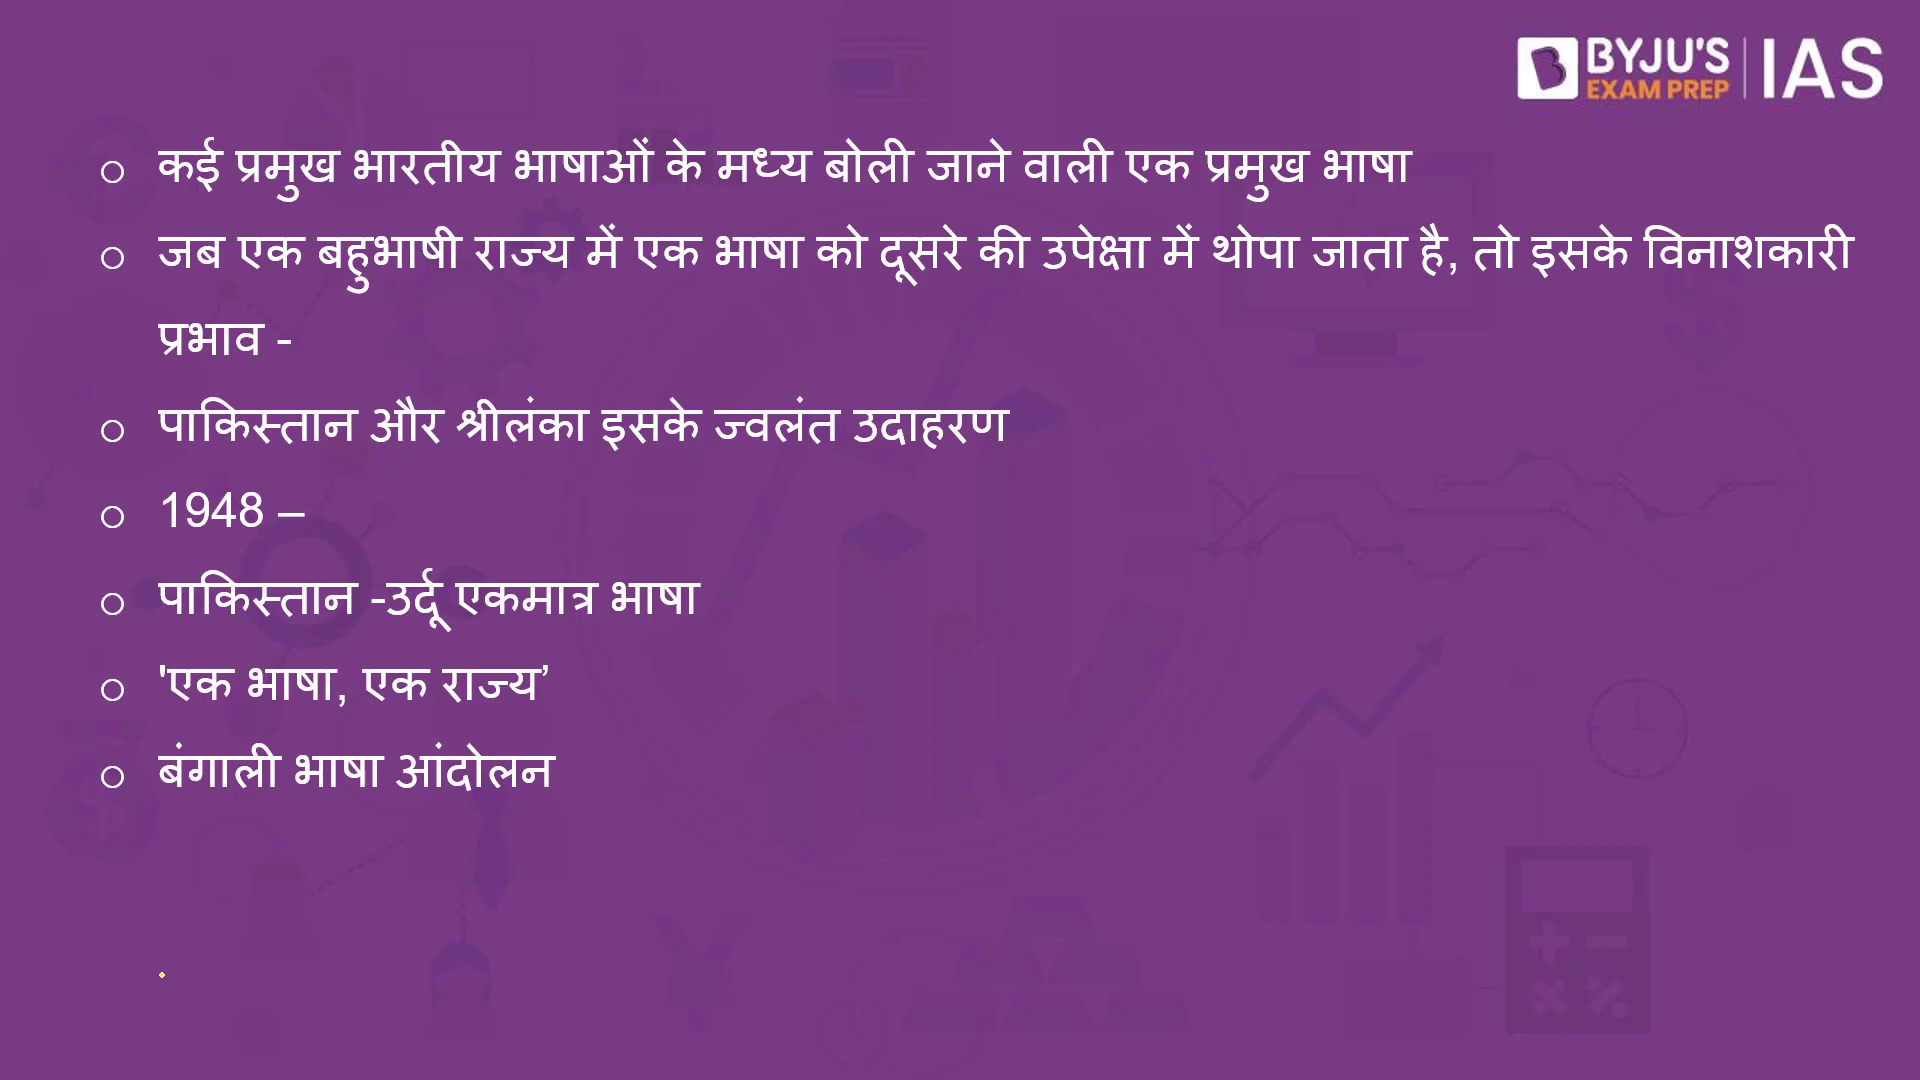 BYJU'S
EXAM PREP
IAS
○ कई प्रमुख भारतीय भाषाओं के मध्य बोली जाने वाली एक प्रमुख भाषा
○ जब एक बहुभाषी राज्य में एक भाषा को दूसरे की उपेक्षा में थोपा जाता है, तो इसके विनाशकारी
प्रभाव -
○ पाकिस्तान और श्रीलंका इसके ज्वलंत उदाहरण
○ 1948 –
○ पाकिस्तान -उर्दू एकमात्र भाषा
○ 'एक भाषा, एक राज्य’
○ बंगाली भाषा आंदोलन